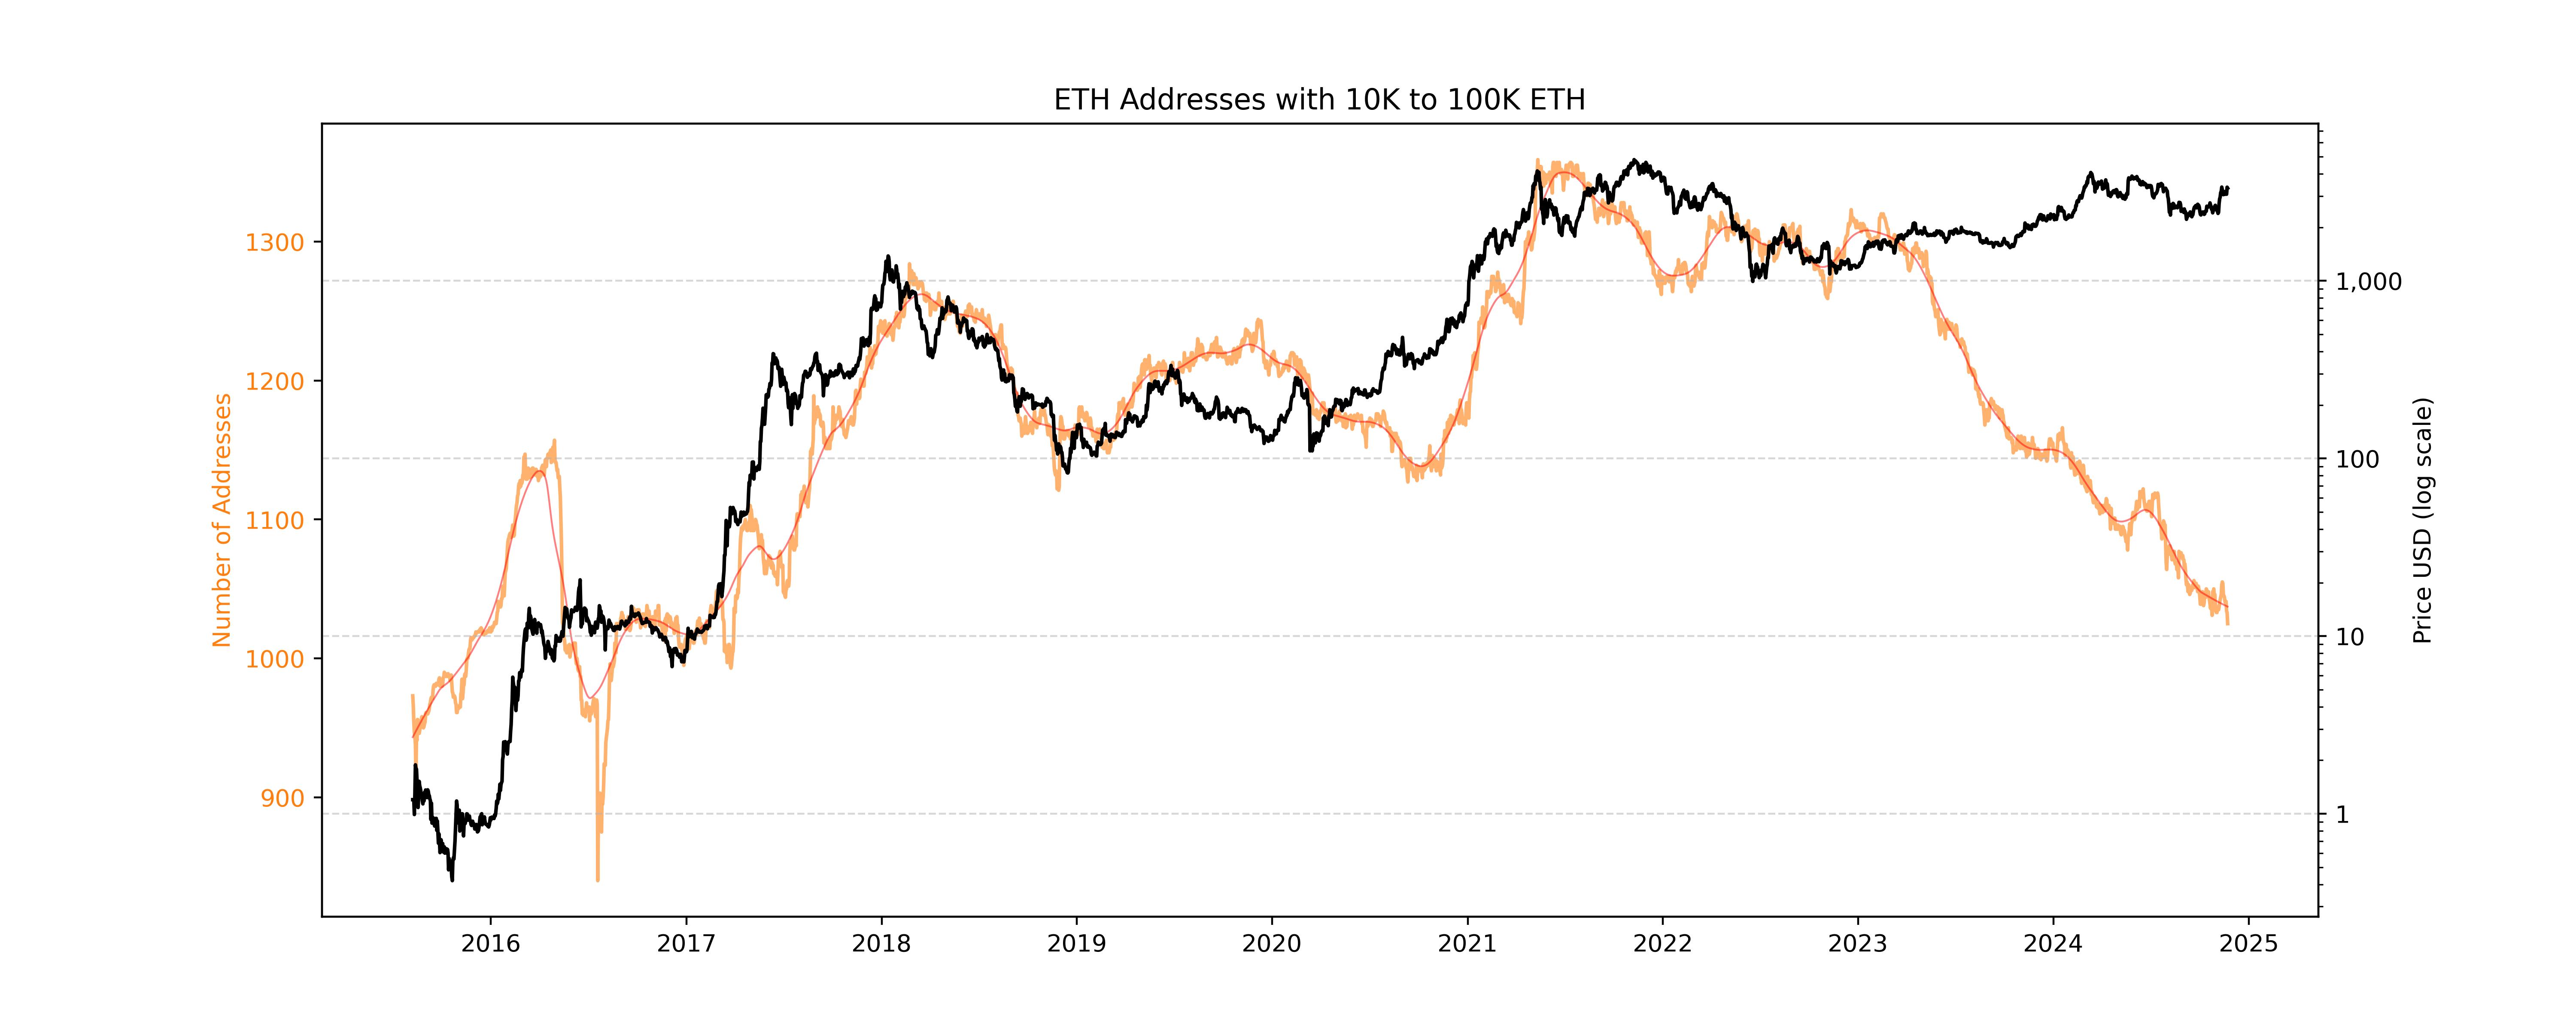 ETH Addresses with 10K to 100K ETH
Number of Addresses
1300
1200
1100
1000
900
1,000
100
10
1
Price USD (log scale)
2016 2017 2018 2019 2020 2021 2022 2023 2024 2025